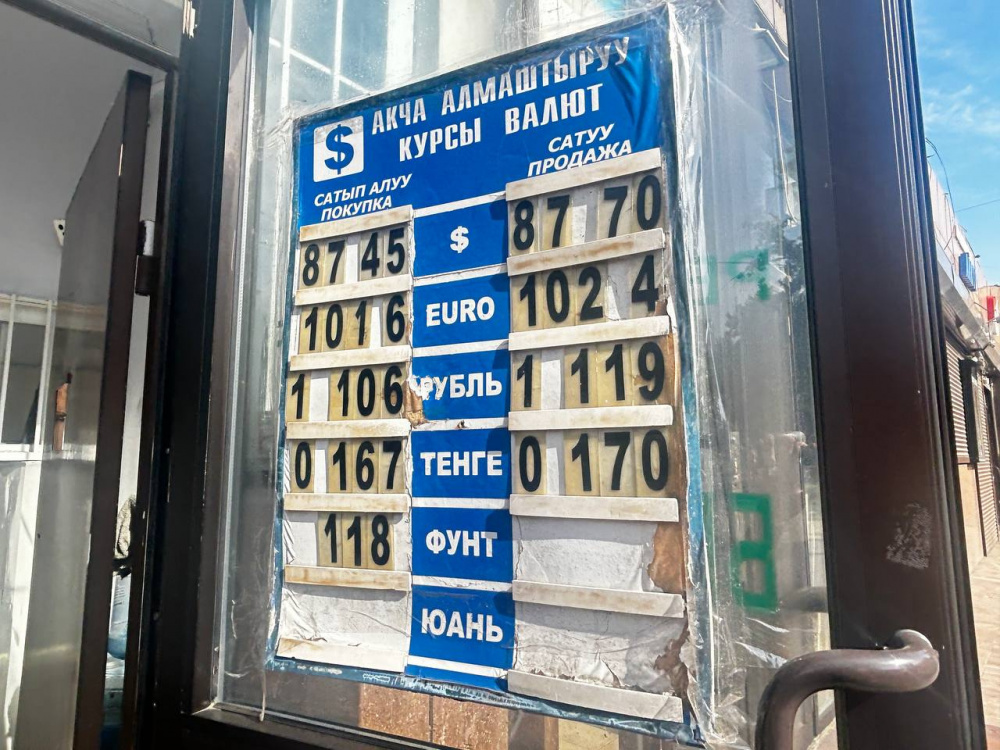 АКЧА АЛМАШТЫРУУ
$ КУРСЫ ВАЛЮТ
САТЫП АЛУУ САТУУ
ПОКУПКА ПРОДАЖА
87 45 $ 87 70
101 6 EURO 102 4
1 106 РУБЛЬ 1 119
0 167 ТЕНГЕ 0 170
118 ФУНТ
ЮАНЬ